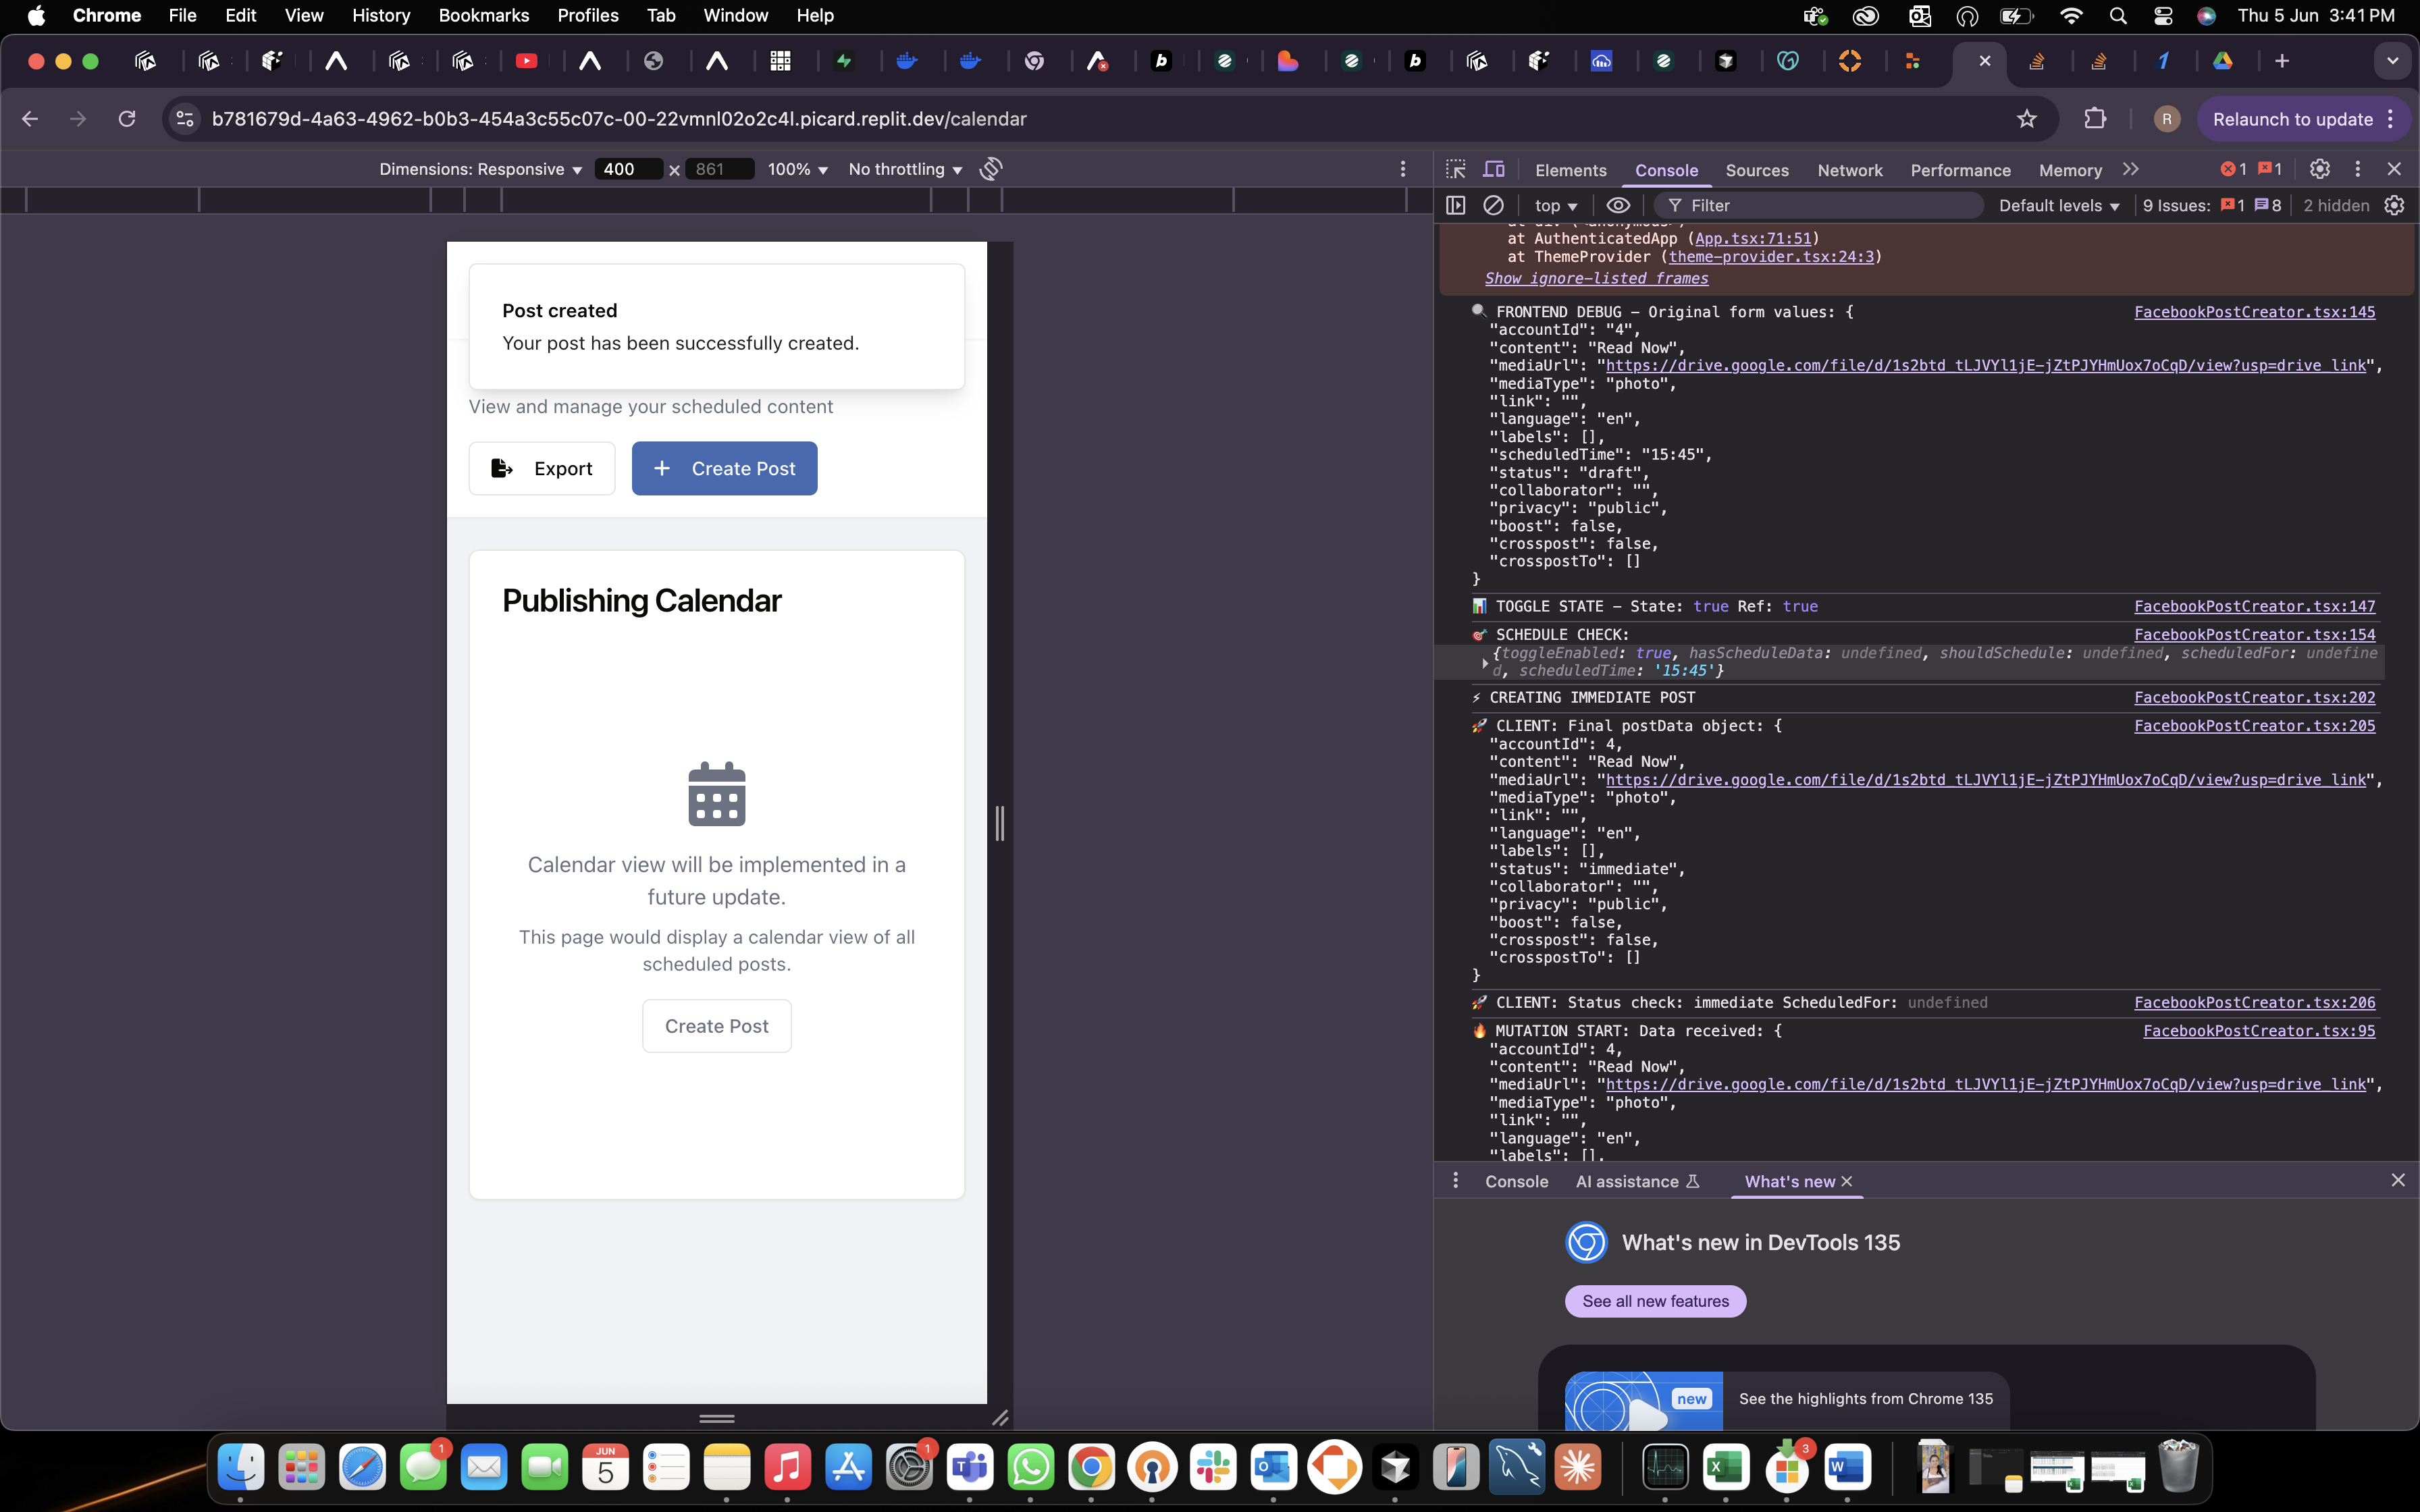 Chrome File Edit View History Bookmarks Profiles Tab Window Help Thu 5 Jun 3:41 PM
b781679d-4a63-4962-b0b3-454a3c55c07c-00-22vmnl02o2c4l.picard.replit.dev/calendar
R Relaunch to update
Dimensions: Responsive 400 × 861 100% No throttling
Elements Console Sources Network Performance Memory 1 1
top Filter Default levels 9 Issues: 1 8 2 hidden
Post created
Your post has been successfully created.
View and manage your scheduled content
Export
Create Post
Publishing Calendar
Calendar view will be implemented in a
future update.
This page would display a calendar view of all
scheduled posts.
Create Post
at AuthenticatedApp (App.tsx:71:51)
at ThemeProvider (theme-provider.tsx:24:3)
Show ignore-listed frames
🔍 FRONTEND DEBUG – Original form values: { FacebookPostCreator.tsx:145
"accountId": "4",
"content": "Read Now",
"mediaUrl": "https://drive.google.com/file/d/1s2btd_tLJVYl1jE-jZtPJYHmUox7oCqD/view?usp=drive_link",
"mediaType": "photo",
"link": "",
"language": "en",
"labels": [],
"scheduledTime": "15:45",
"status": "draft",
"collaborator": "",
"privacy": "public",
"boost": false,
"crosspost": false,
"crosspostTo": []
}
📊 TOGGLE STATE – State: true Ref: true FacebookPostCreator.tsx:147
🎯 SCHEDULE CHECK: FacebookPostCreator.tsx:154
{toggleEnabled: true, hasScheduleData: undefined, shouldSchedule: undefined, scheduledFor: undefine
d, scheduledTime: '15:45'}
⚡ CREATING IMMEDIATE POST FacebookPostCreator.tsx:202
🚀 CLIENT: Final postData object: { FacebookPostCreator.tsx:205
"accountId": 4,
"content": "Read Now",
"mediaUrl": "https://drive.google.com/file/d/1s2btd_tLJVYl1jE-jZtPJYHmUox7oCqD/view?usp=drive_link",
"mediaType": "photo",
"link": "",
"language": "en",
"labels": [],
"status": "immediate",
"collaborator": "",
"privacy": "public",
"boost": false,
"crosspost": false,
"crosspostTo": []
}
🚀 CLIENT: Status check: immediate ScheduledFor: undefined FacebookPostCreator.tsx:206
🔥 MUTATION START: Data received: { FacebookPostCreator.tsx:95
"accountId": 4,
"content": "Read Now",
"mediaUrl": "https://drive.google.com/file/d/1s2btd_tLJVYl1jE-jZtPJYHmUox7oCqD/view?usp=drive_link",
"mediaType": "photo",
"link": "",
"language": "en",
"labels": [],
Console AI assistance What's new
What's new in DevTools 135
See all new features
new See the highlights from Chrome 135
1 JUN 5 1 3